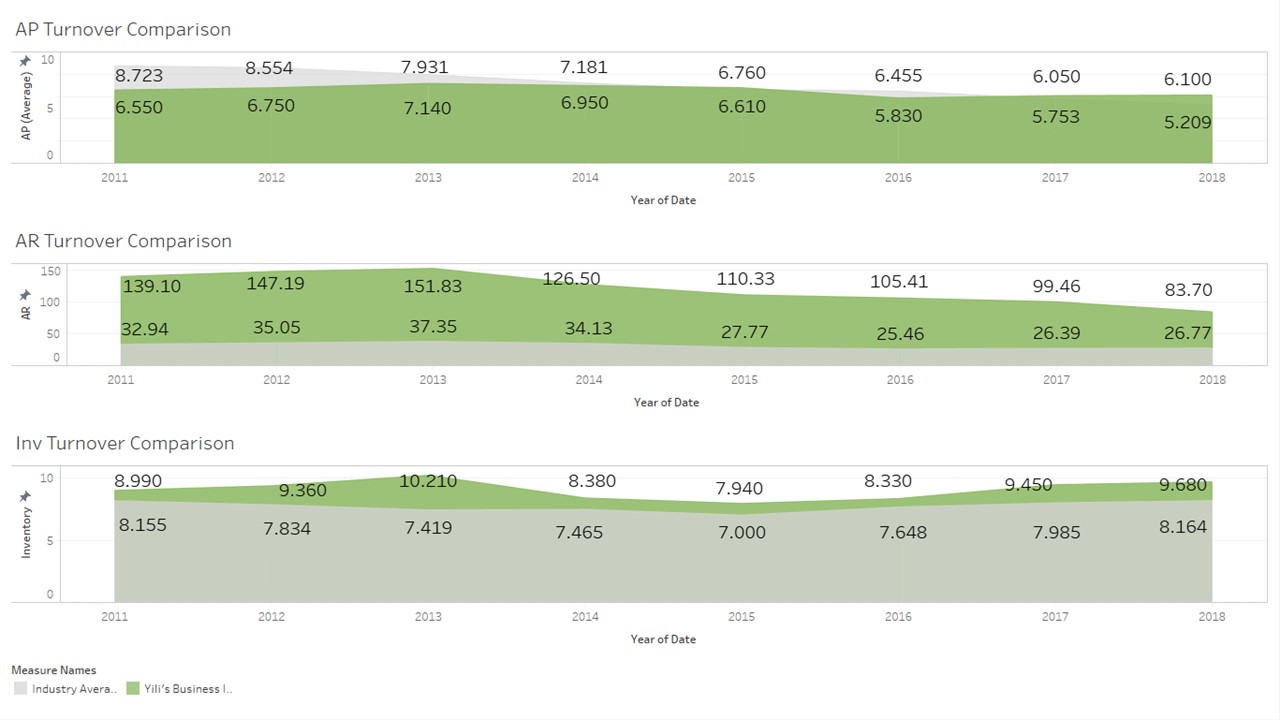 AP Turnover Comparison
AP (Average)
10
5
0
8.723 8.554 7.931 7.181 6.760 6.455 6.050 6.100
6.550 6.750 7.140 6.950 6.610 5.830 5.753 5.209
2011 2012 2013 2014 2015 2016 2017 2018
Year of Date
AR Turnover Comparison
AR
150
100
50
0
139.10 147.19 151.83 126.50 110.33 105.41 99.46 83.70
32.94 35.05 37.35 34.13 27.77 25.46 26.39 26.77
2011 2012 2013 2014 2015 2016 2017 2018
Year of Date
Inv Turnover Comparison
Inventory
10
5
0
8.990 9.360 10.210 8.380 7.940 8.330 9.450 9.680
8.155 7.834 7.419 7.465 7.000 7.648 7.985 8.164
2011 2012 2013 2014 2015 2016 2017 2018
Year of Date
Measure Names
Industry Avera.. Yili's Business I..